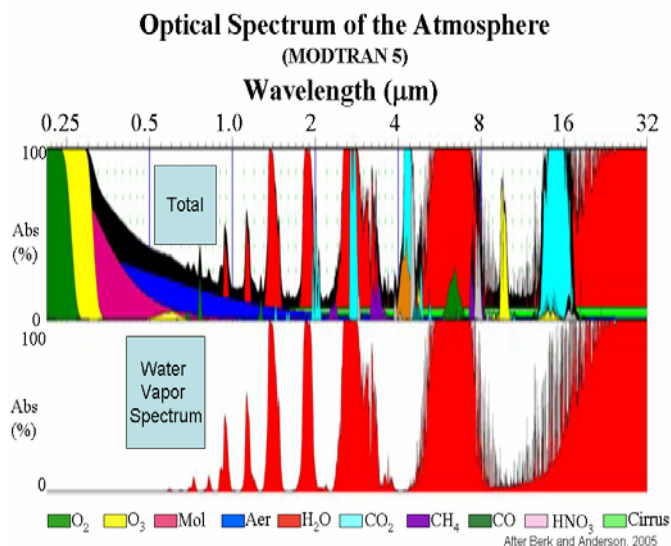 Optical Spectrum of the Atmosphere
(MODTRAN 5)
Wavelength (μm)
0.25 0.5 1.0 2 4 8 16 32
100
Total
Abs
(%)
0
100
Water
Vapor
Spectrum
Abs
(%)
0
O₂ O₃ Mol Aer H₂O CO₂ CH₄ CO HNO₃ Cirrus
After Berk and Anderson, 2005